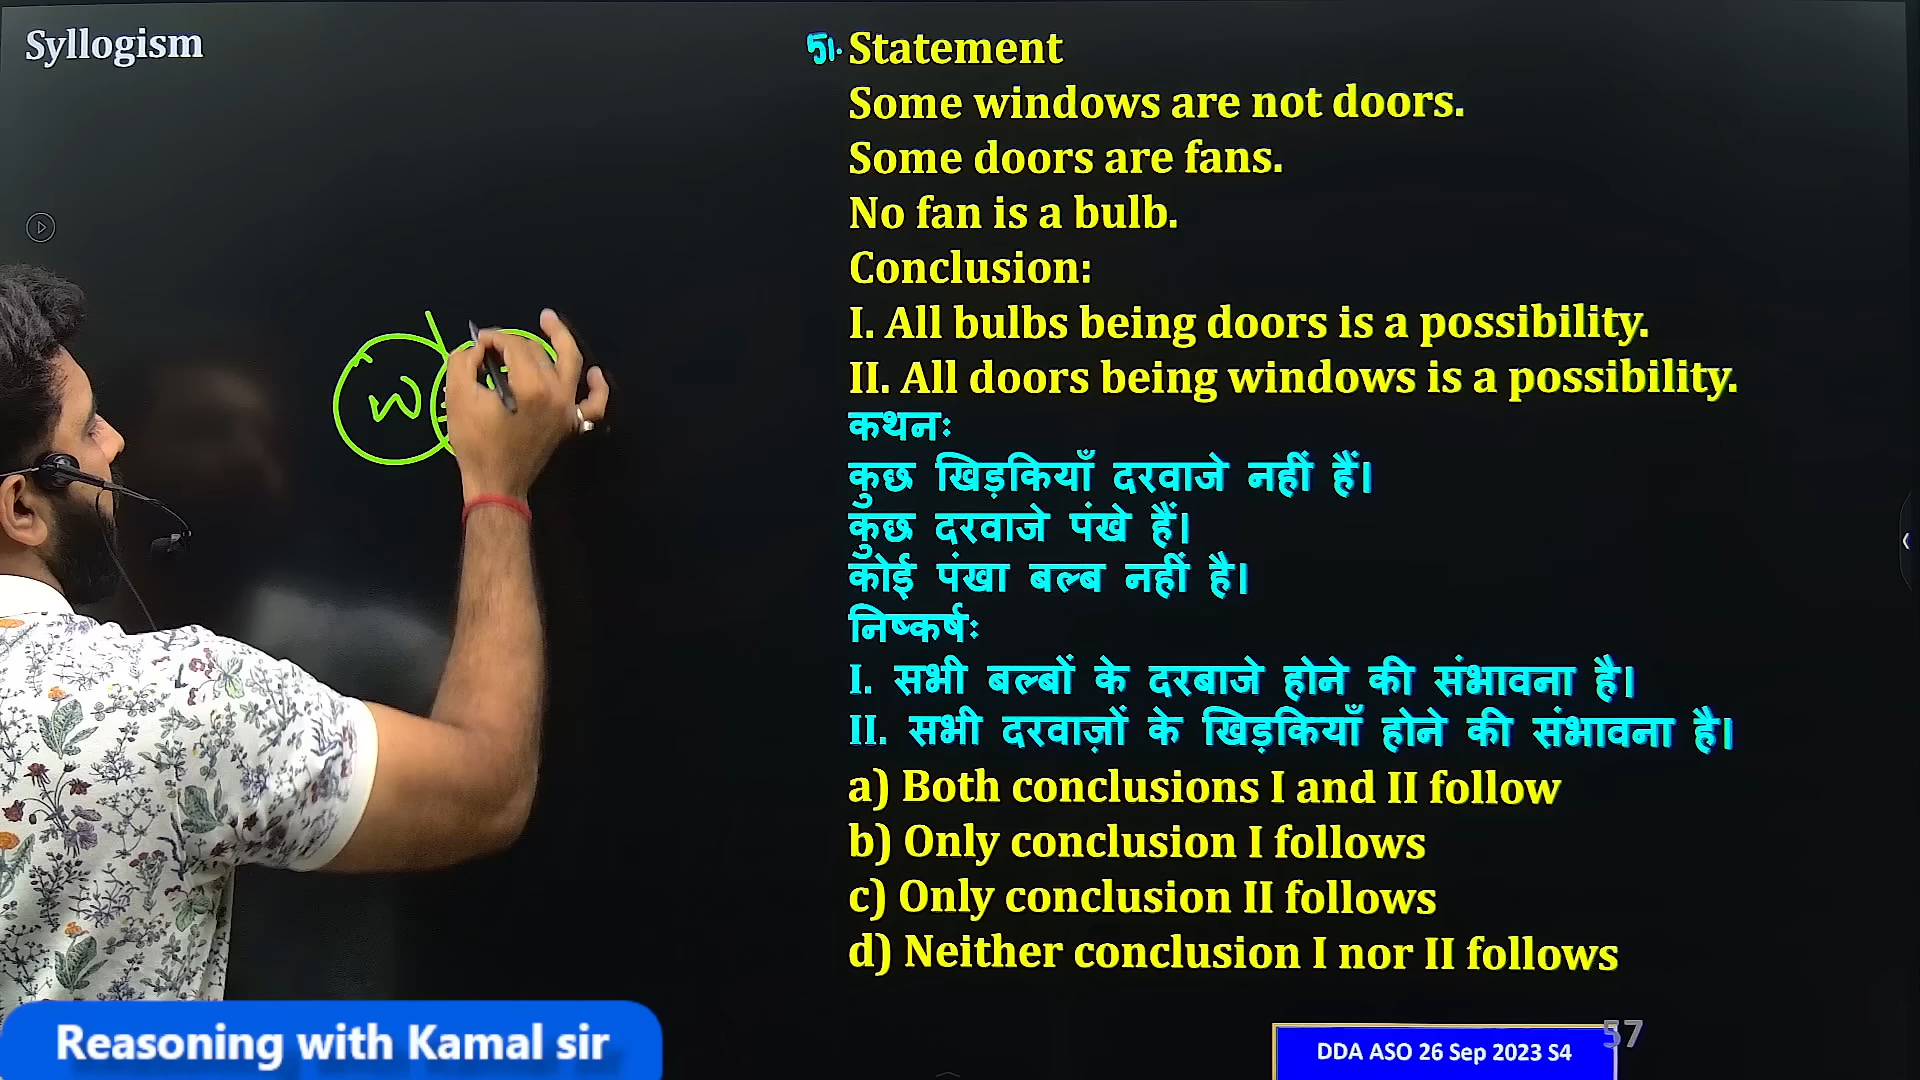 Syllogism
51. Statement
Some windows are not doors.
Some doors are fans.
No fan is a bulb.
Conclusion:
I. All bulbs being doors is a possibility.
II. All doors being windows is a possibility.
कथनः
कुछ खिड़कियाँ दरवाजे नहीं हैं।
कुछ दरवाजे पंखे हैं।
कोई पंखा बल्ब नहीं है।
निष्कर्षः
I. सभी बल्बों के दरबाजे होने की संभावना है।
II. सभी दरवाज़ों के खिड़कियाँ होने की संभावना है।
a) Both conclusions I and II follow
b) Only conclusion I follows
c) Only conclusion II follows
d) Neither conclusion I nor II follows
W
Reasoning with Kamal sir
DDA ASO 26 Sep 2023 S4
57